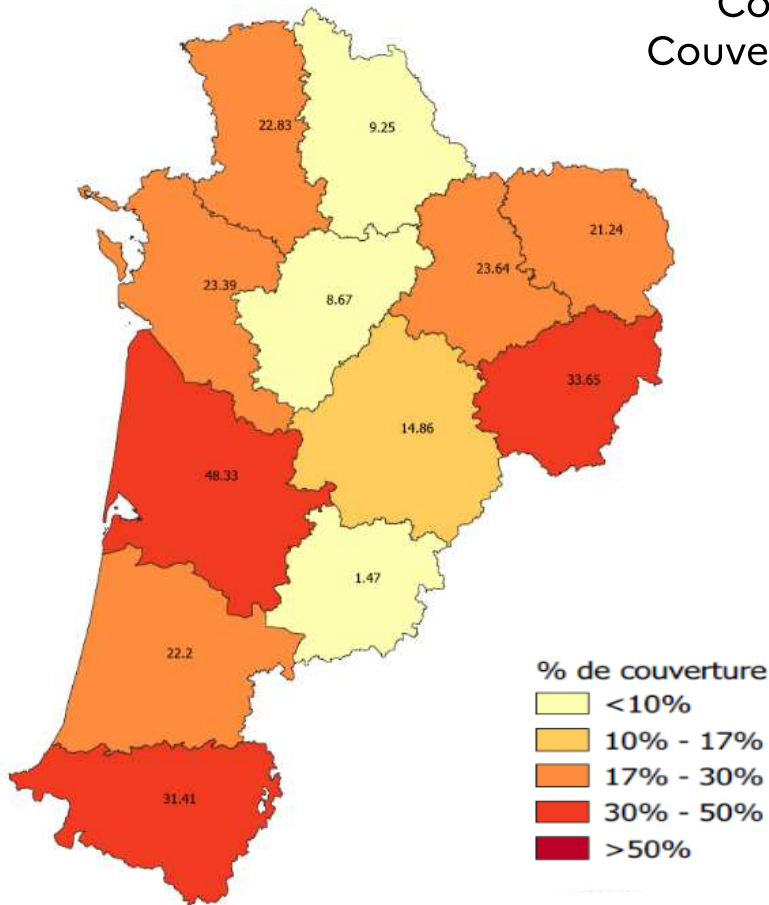 Co
Couve
22.83
9.25
21.24
23.64
23.39
8.67
33.65
14.86
48.33
1.47
22.2
31.41
% de couverture
<10%
10% - 17%
17% - 30%
30% - 50%
>50%